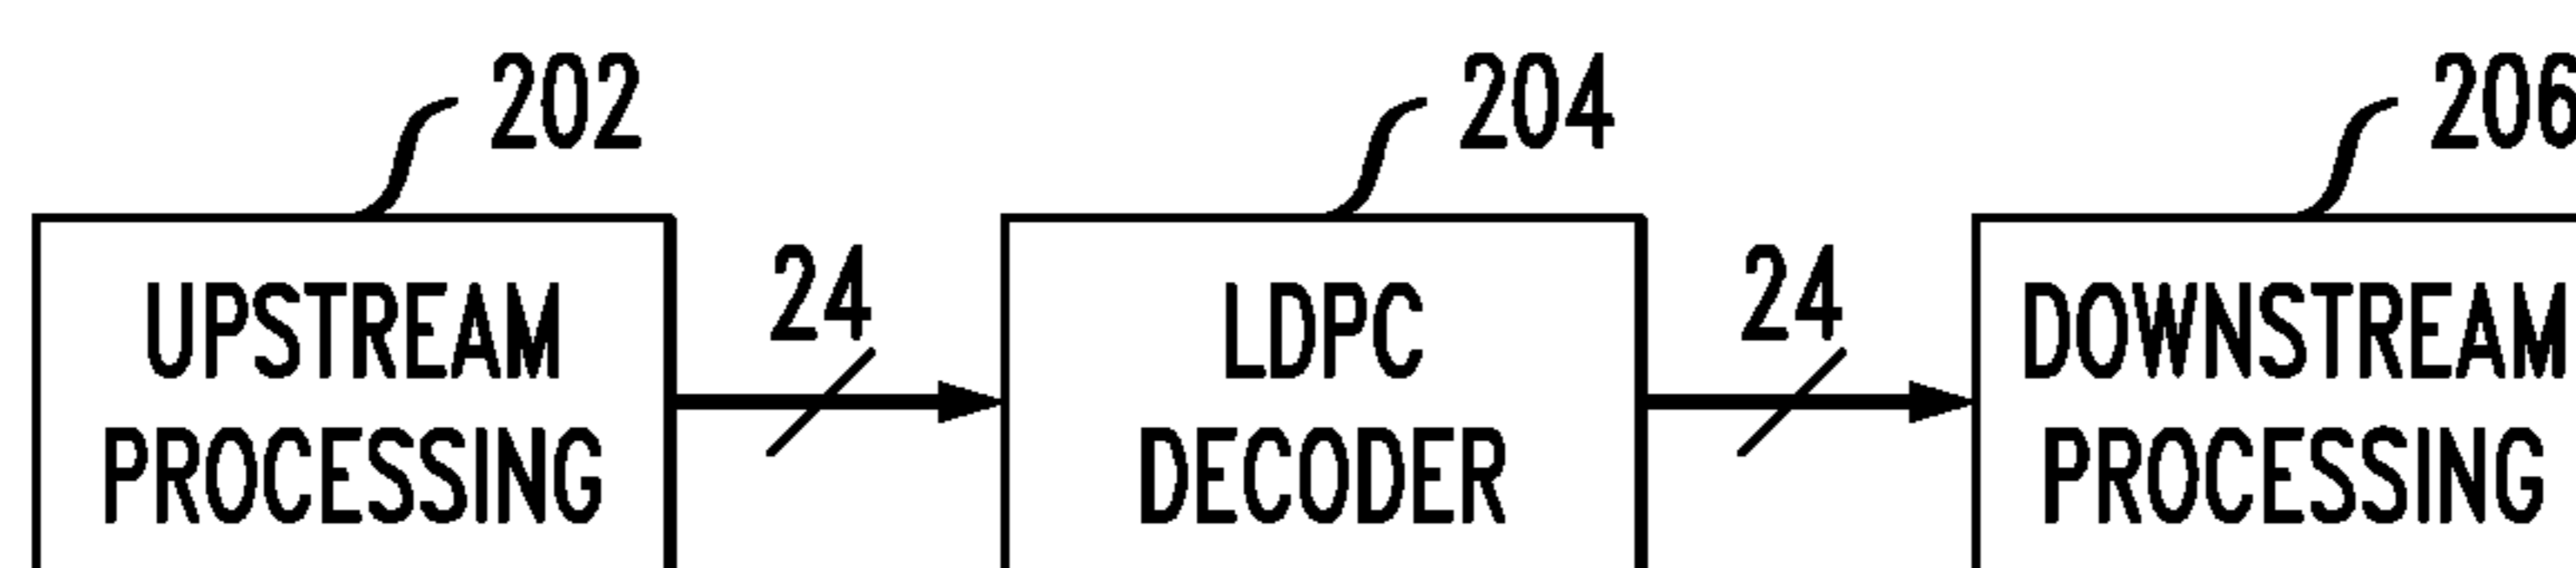 202 204 206
24 24
UPSTREAM LDPC DOWNSTREAM
PROCESSING DECODER PROCESSING